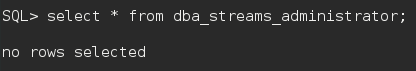 SQL> select * from dba_streams_administrator;
no rows selected